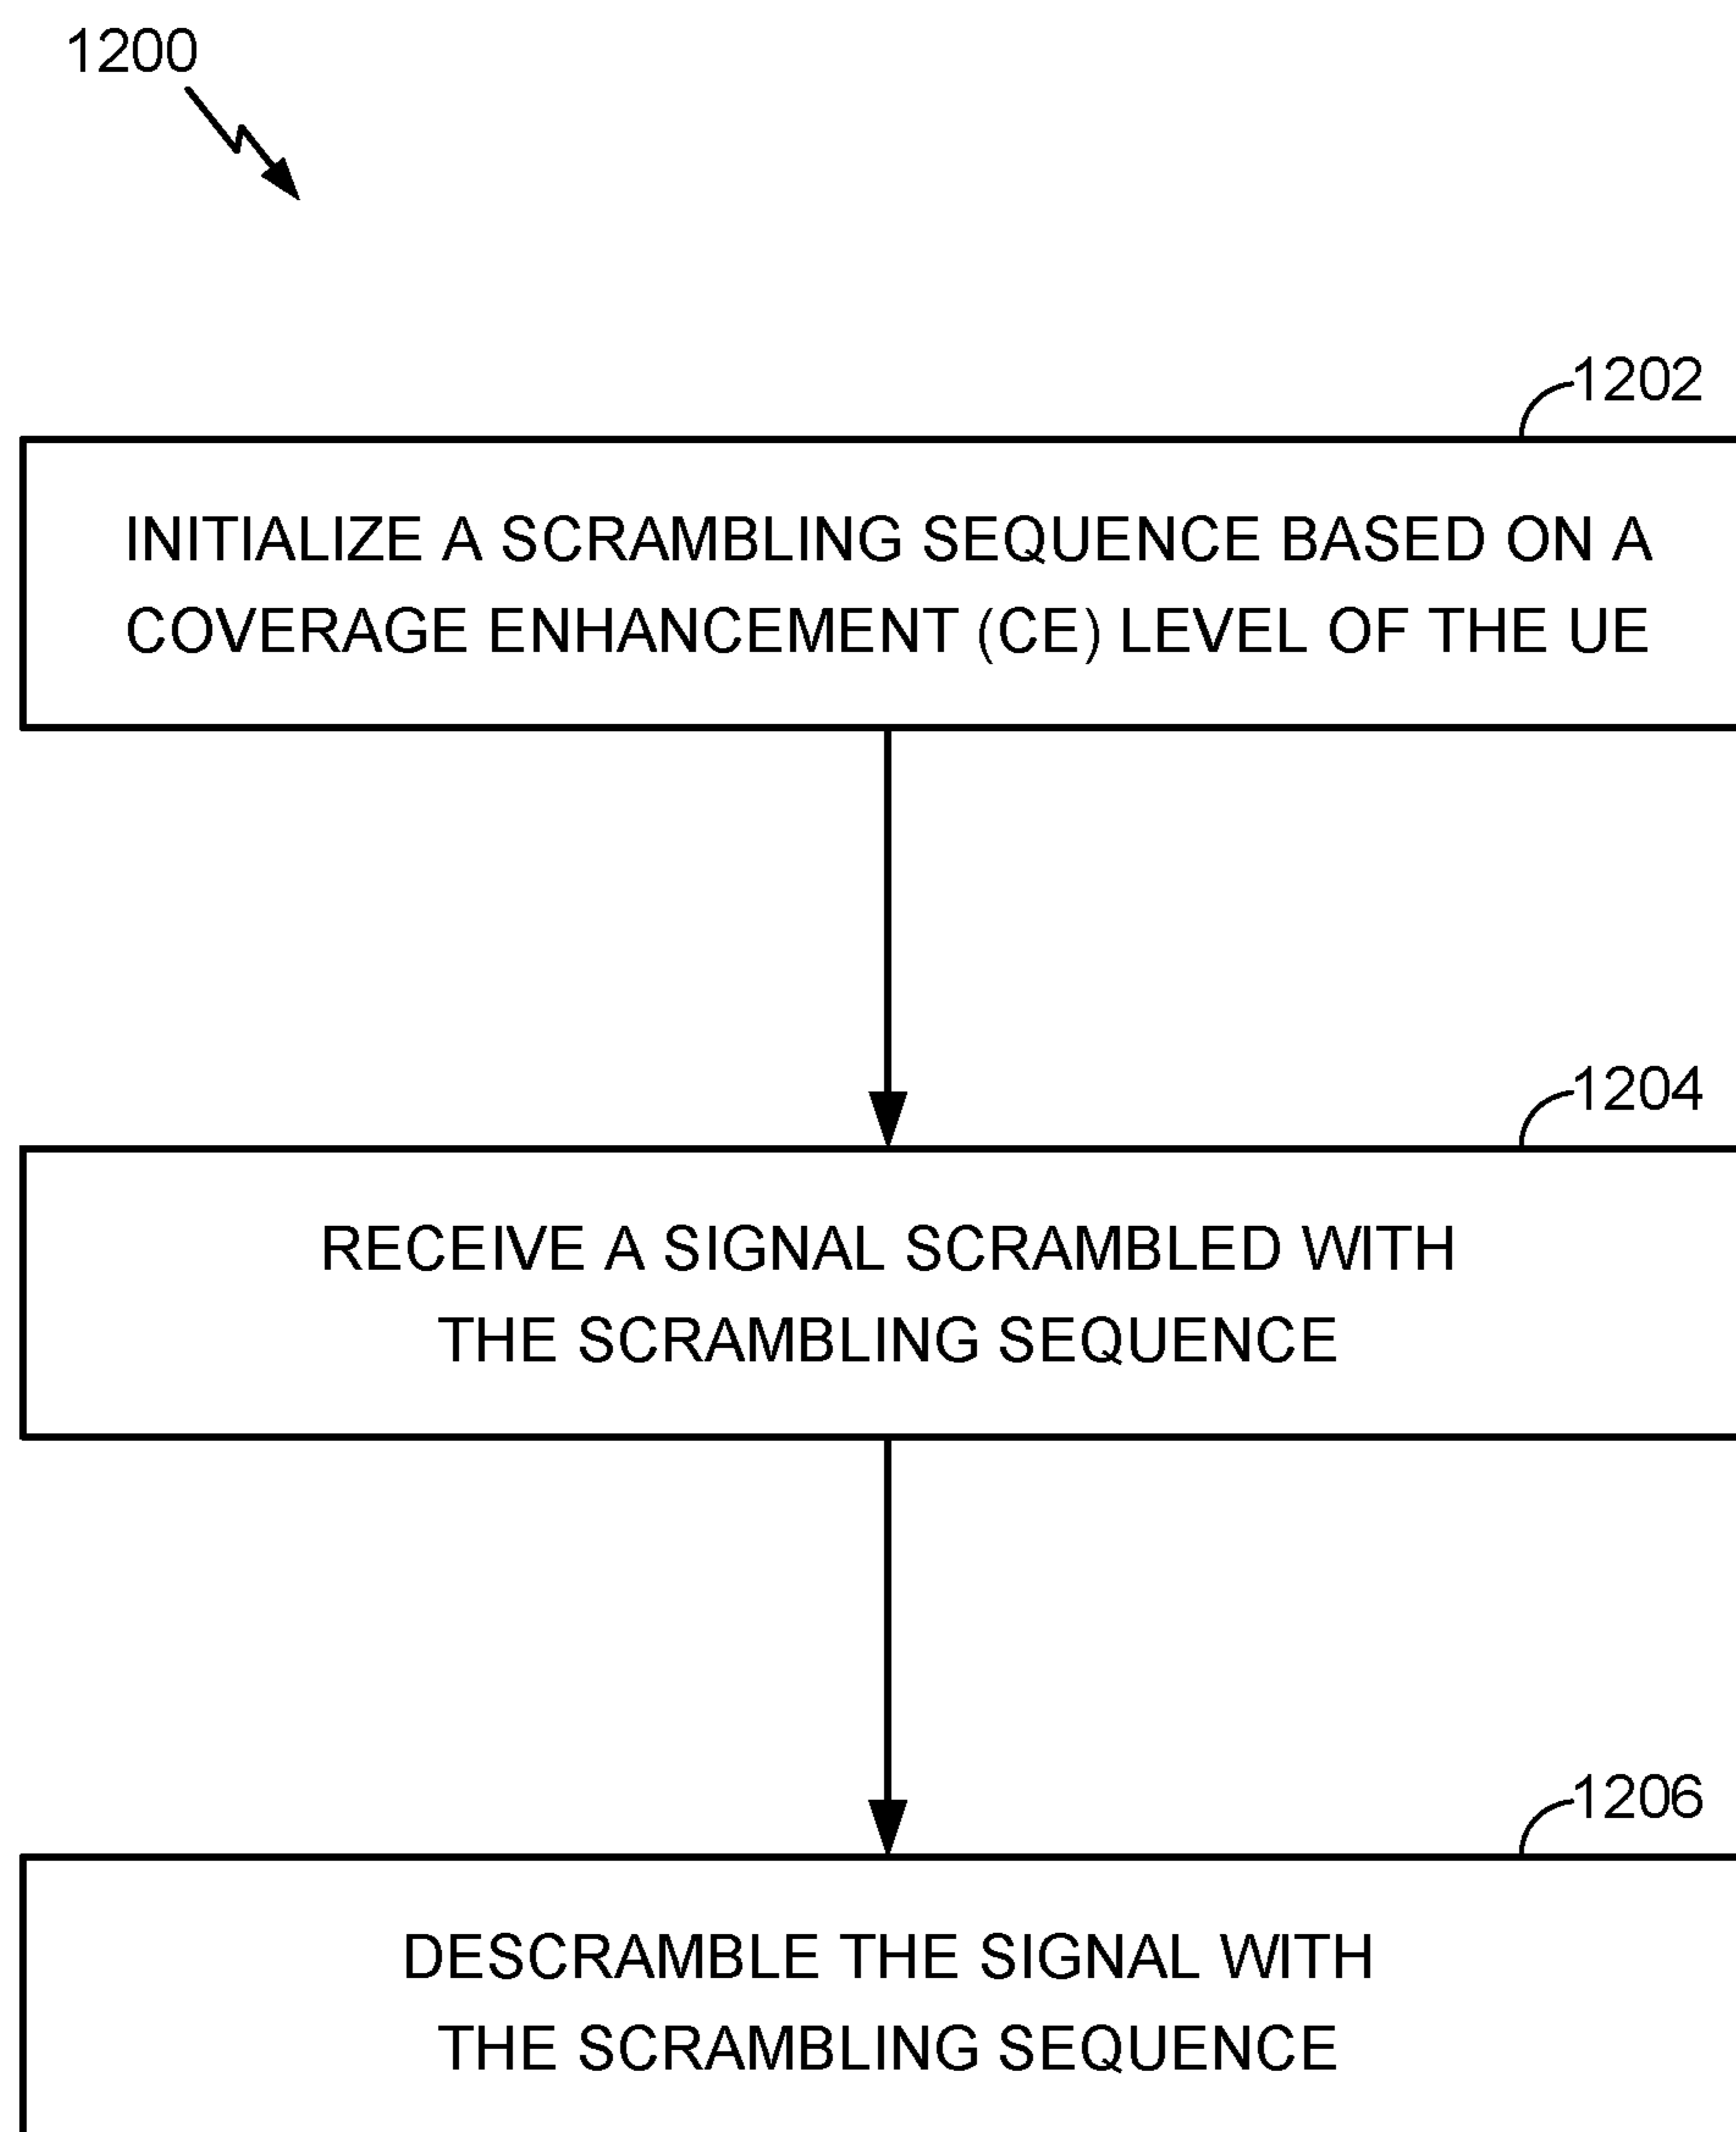 1200
1202
INITIALIZE A SCRAMBLING SEQUENCE BASED ON A
COVERAGE ENHANCEMENT (CE) LEVEL OF THE UE
1204
RECEIVE A SIGNAL SCRAMBLED WITH
THE SCRAMBLING SEQUENCE
1206
DESCRAMBLE THE SIGNAL WITH
THE SCRAMBLING SEQUENCE